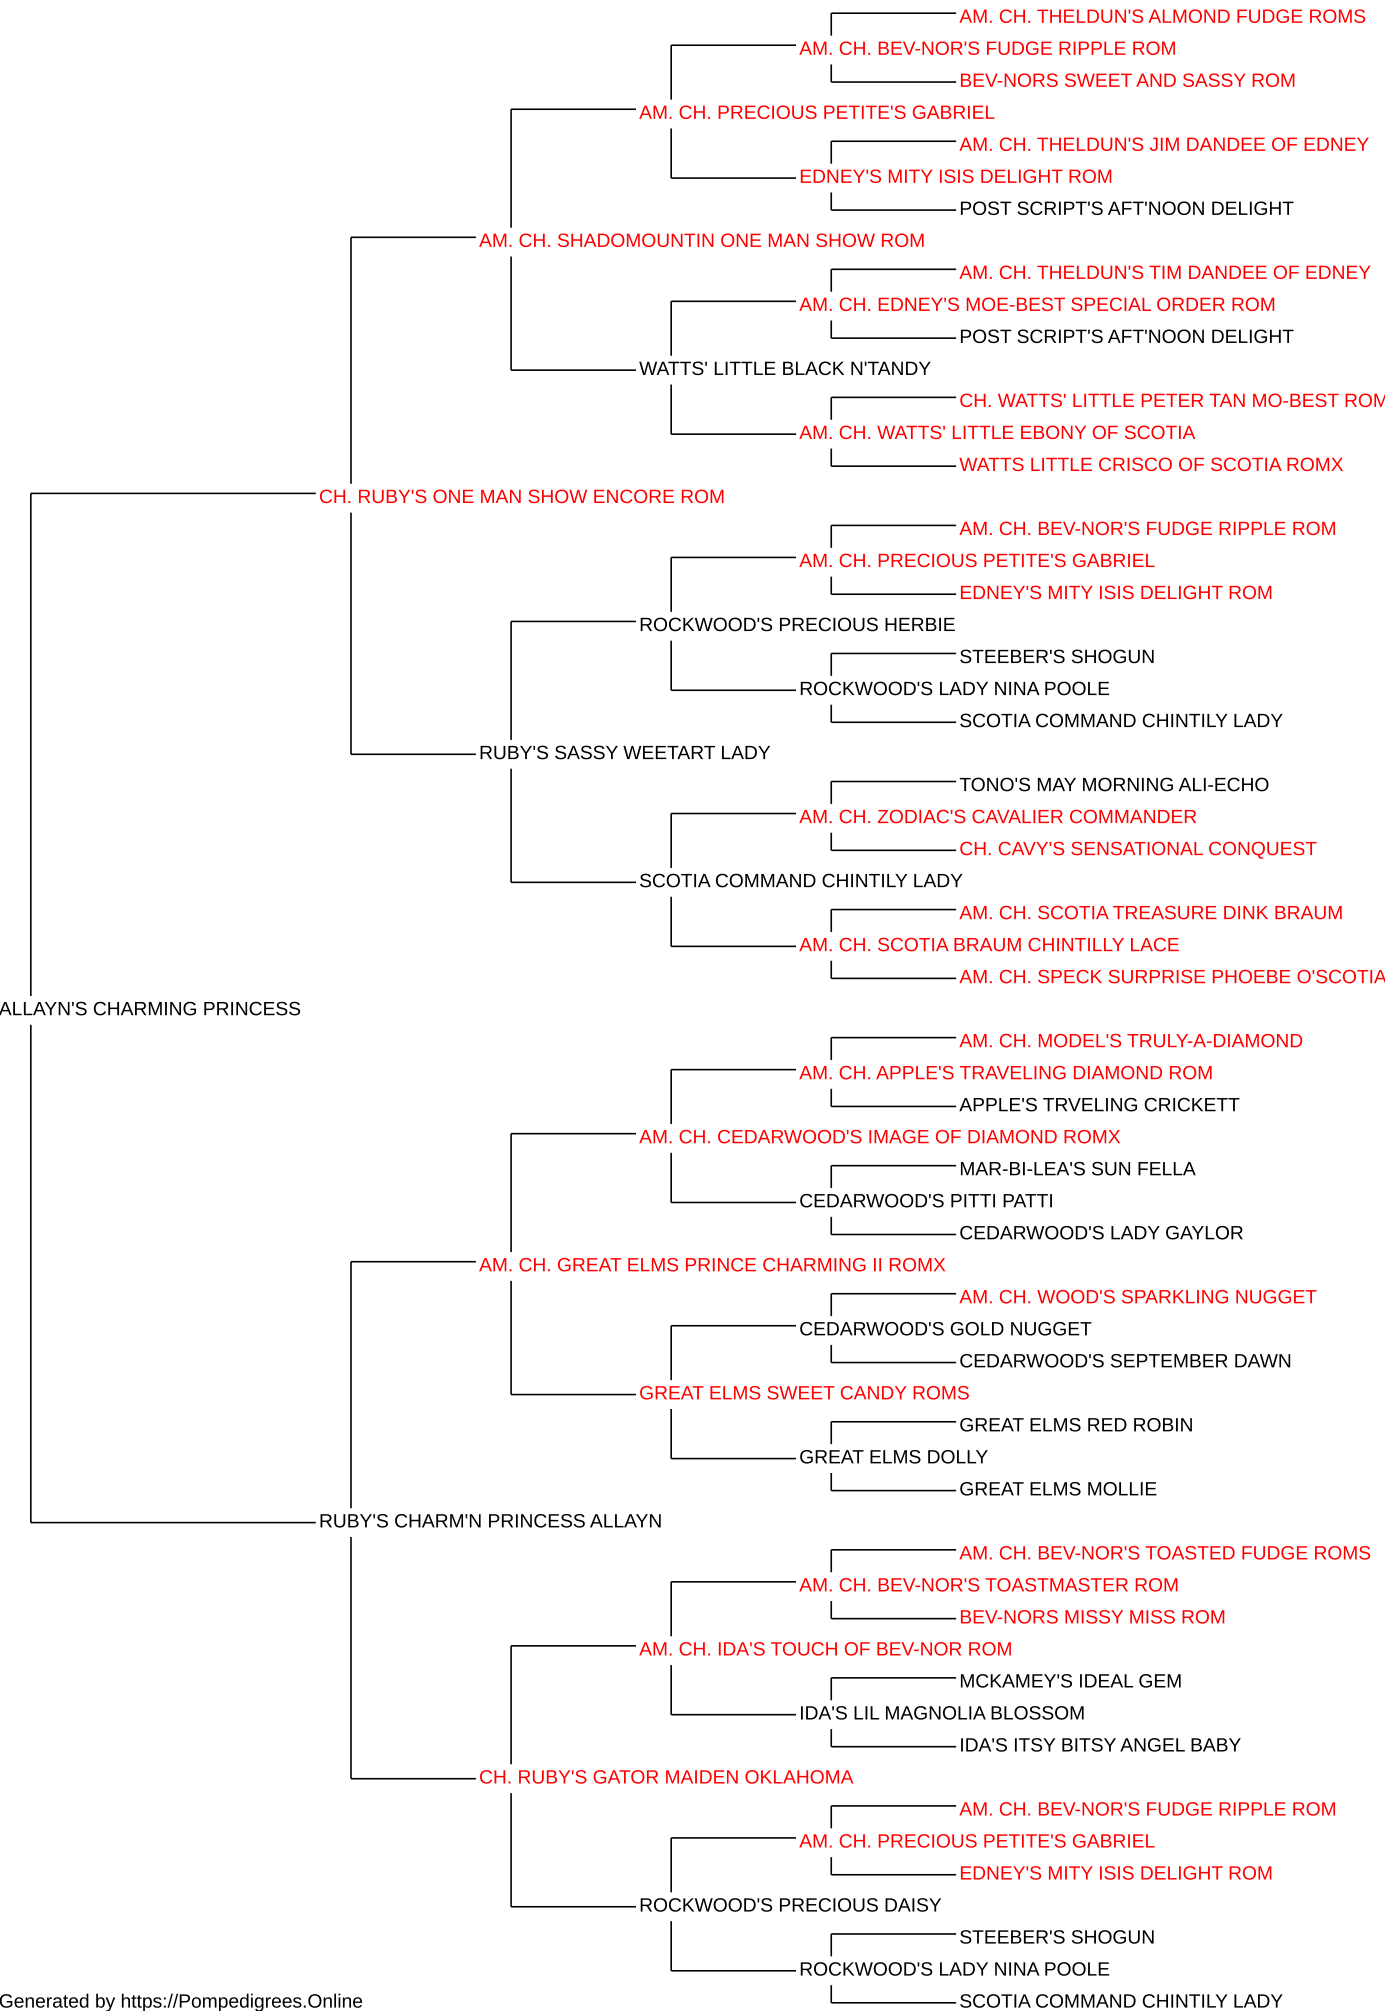 AM. CH. THELDUN'S ALMOND FUDGE ROMS
AM. CH. BEV-NOR'S FUDGE RIPPLE ROM
BEV-NORS SWEET AND SASSY ROM
AM. CH. PRECIOUS PETITE'S GABRIEL
AM. CH. THELDUN'S JIM DANDEE OF EDNEY
EDNEY'S MITY ISIS DELIGHT ROM
POST SCRIPT'S AFT'NOON DELIGHT
AM. CH. SHADOMOUNTIN ONE MAN SHOW ROM
AM. CH. THELDUN'S TIM DANDEE OF EDNEY
AM. CH. EDNEY'S MOE-BEST SPECIAL ORDER ROM
POST SCRIPT'S AFT'NOON DELIGHT
WATTS' LITTLE BLACK N'TANDY
CH. WATTS' LITTLE PETER TAN MO-BEST ROM
AM. CH. WATTS' LITTLE EBONY OF SCOTIA
WATTS LITTLE CRISCO OF SCOTIA ROMX
CH. RUBY'S ONE MAN SHOW ENCORE ROM
AM. CH. BEV-NOR'S FUDGE RIPPLE ROM
AM. CH. PRECIOUS PETITE'S GABRIEL
EDNEY'S MITY ISIS DELIGHT ROM
ROCKWOOD'S PRECIOUS HERBIE
STEEBER'S SHOGUN
ROCKWOOD'S LADY NINA POOLE
SCOTIA COMMAND CHINTILY LADY
RUBY'S SASSY WEETART LADY
TONO'S MAY MORNING ALI-ECHO
AM. CH. ZODIAC'S CAVALIER COMMANDER
CH. CAVY'S SENSATIONAL CONQUEST
SCOTIA COMMAND CHINTILY LADY
AM. CH. SCOTIA TREASURE DINK BRAUM
AM. CH. SCOTIA BRAUM CHINTILLY LACE
AM. CH. SPECK SURPRISE PHOEBE O'SCOTIA
ALLAYN'S CHARMING PRINCESS
AM. CH. MODEL'S TRULY-A-DIAMOND
AM. CH. APPLE'S TRAVELING DIAMOND ROM
APPLE'S TRVELING CRICKETT
AM. CH. CEDARWOOD'S IMAGE OF DIAMOND ROMX
MAR-BI-LEA'S SUN FELLA
CEDARWOOD'S PITTI PATTI
CEDARWOOD'S LADY GAYLOR
AM. CH. GREAT ELMS PRINCE CHARMING II ROMX
AM. CH. WOOD'S SPARKLING NUGGET
CEDARWOOD'S GOLD NUGGET
CEDARWOOD'S SEPTEMBER DAWN
GREAT ELMS SWEET CANDY ROMS
GREAT ELMS RED ROBIN
GREAT ELMS DOLLY
GREAT ELMS MOLLIE
RUBY'S CHARM'N PRINCESS ALLAYN
AM. CH. BEV-NOR'S TOASTED FUDGE ROMS
AM. CH. BEV-NOR'S TOASTMASTER ROM
BEV-NORS MISSY MISS ROM
AM. CH. IDA'S TOUCH OF BEV-NOR ROM
MCKAMEY'S IDEAL GEM
IDA'S LIL MAGNOLIA BLOSSOM
IDA'S ITSY BITSY ANGEL BABY
CH. RUBY'S GATOR MAIDEN OKLAHOMA
AM. CH. BEV-NOR'S FUDGE RIPPLE ROM
AM. CH. PRECIOUS PETITE'S GABRIEL
EDNEY'S MITY ISIS DELIGHT ROM
ROCKWOOD'S PRECIOUS DAISY
STEEBER'S SHOGUN
ROCKWOOD'S LADY NINA POOLE
SCOTIA COMMAND CHINTILY LADY
Generated by https://Pompedigrees.Online